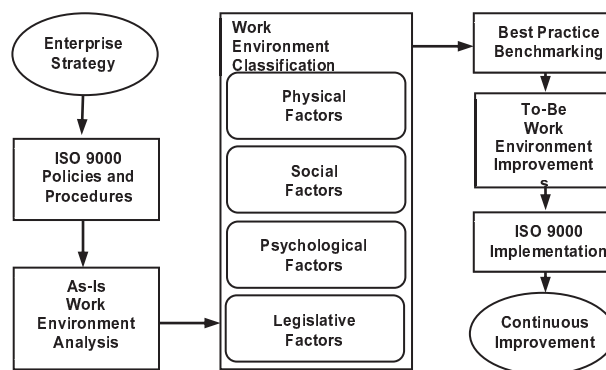 Enterprise
Strategy
ISO 9000
Policies and
Procedures
As-Is
Work
Environment
Analysis
Work
Environment
Classification
Physical
Factors
Social
Factors
Psychological
Factors
Legislative
Factors
Best Practice
Benchmarking
To-Be
Work
Environment
Improvement
s
ISO 9000
Implementation
Continuous
Improvement